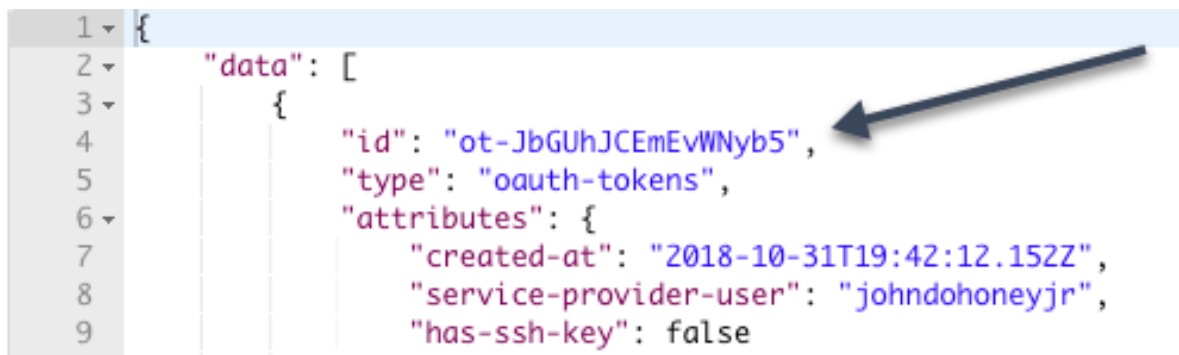 1 {
2 "data": [
3 {
4 "id": "ot-JbGUhJCEmEvWNyb5",
5 "type": "oauth-tokens",
6 "attributes": {
7 "created-at": "2018-10-31T19:42:12.152Z",
8 "service-provider-user": "johndohoneyjr",
9 "has-ssh-key": false